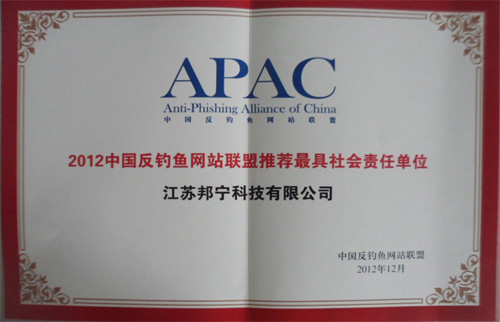 APAC
Anti-Phishing Alliance of China
中国反钓鱼网站联盟
2012中国反钓鱼网站联盟推荐最具社会责任单位
江苏邦宁科技有限公司
中国反钓鱼网站联盟
2012年12月